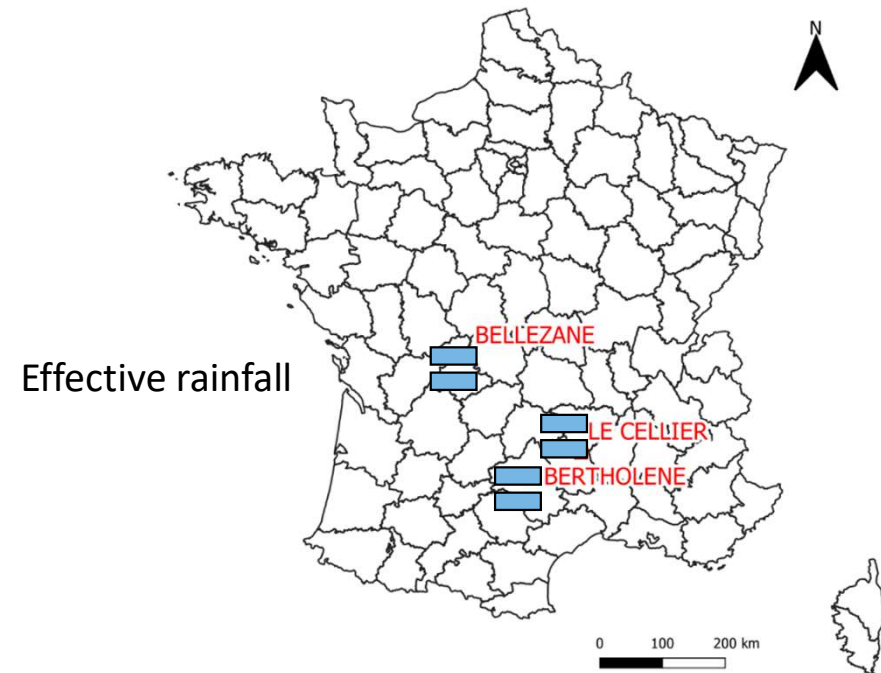 N
BELLEZANE
Effective rainfall
LE CELLIER
BERTHOLENE
0 100 200 km